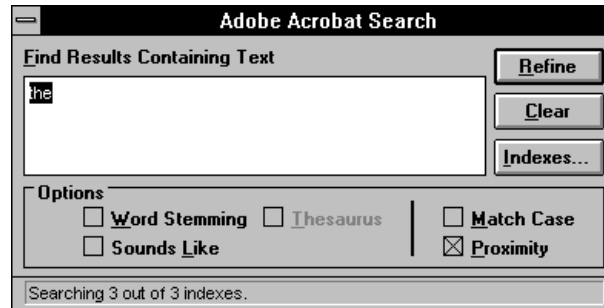 Adobe Acrobat Search
Find Results Containing Text
Refine
the
Clear
Indexes...
Options
Word Stemming Thesaurus Match Case
Sounds Like Proximity
Searching 3 out of 3 indexes.